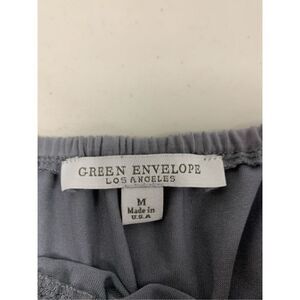 GREEN ENVELOPE
LOS ANGELES
M
Made in
U.S.A